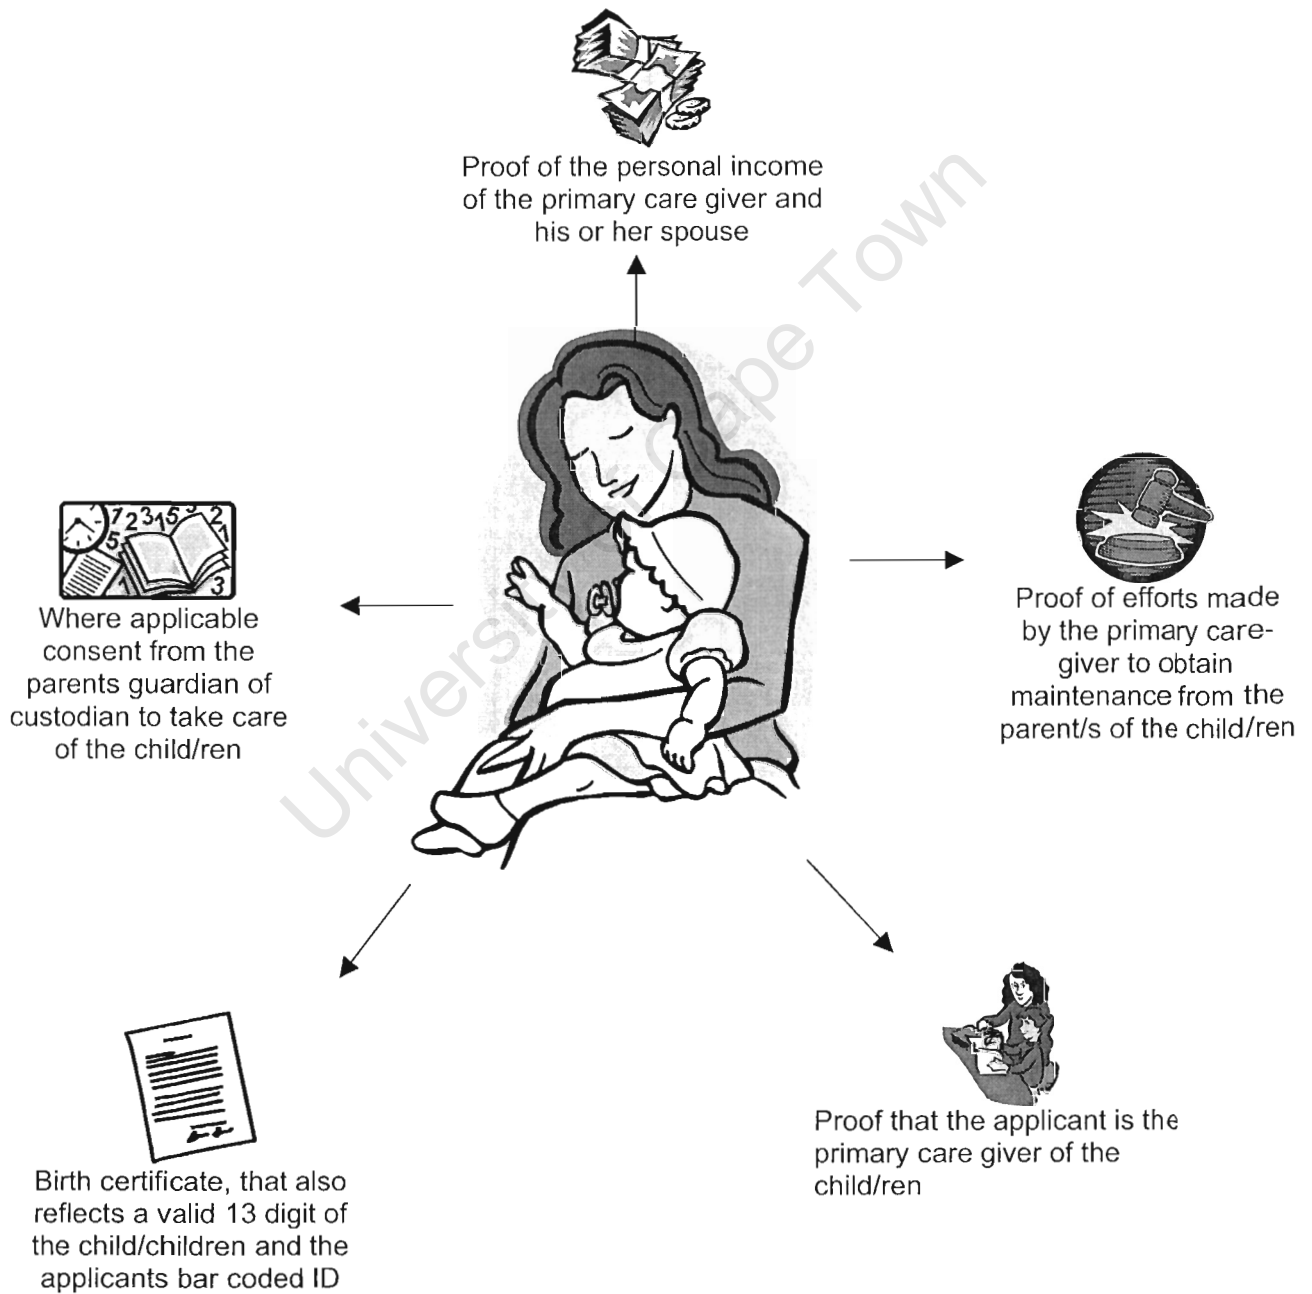 Proof of the personal income
of the primary care giver and
his or her spouse
University of Cape Town
Where applicable
consent from the
parents guardian of
custodian to take care
of the child/ren
Proof of efforts made
by the primary care-
giver to obtain
maintenance from the
parent/s of the child/ren
Birth certificate, that also
reflects a valid 13 digit of
the child/children and the
applicants bar coded ID
Proof that the applicant is the
primary care giver of the
child/ren